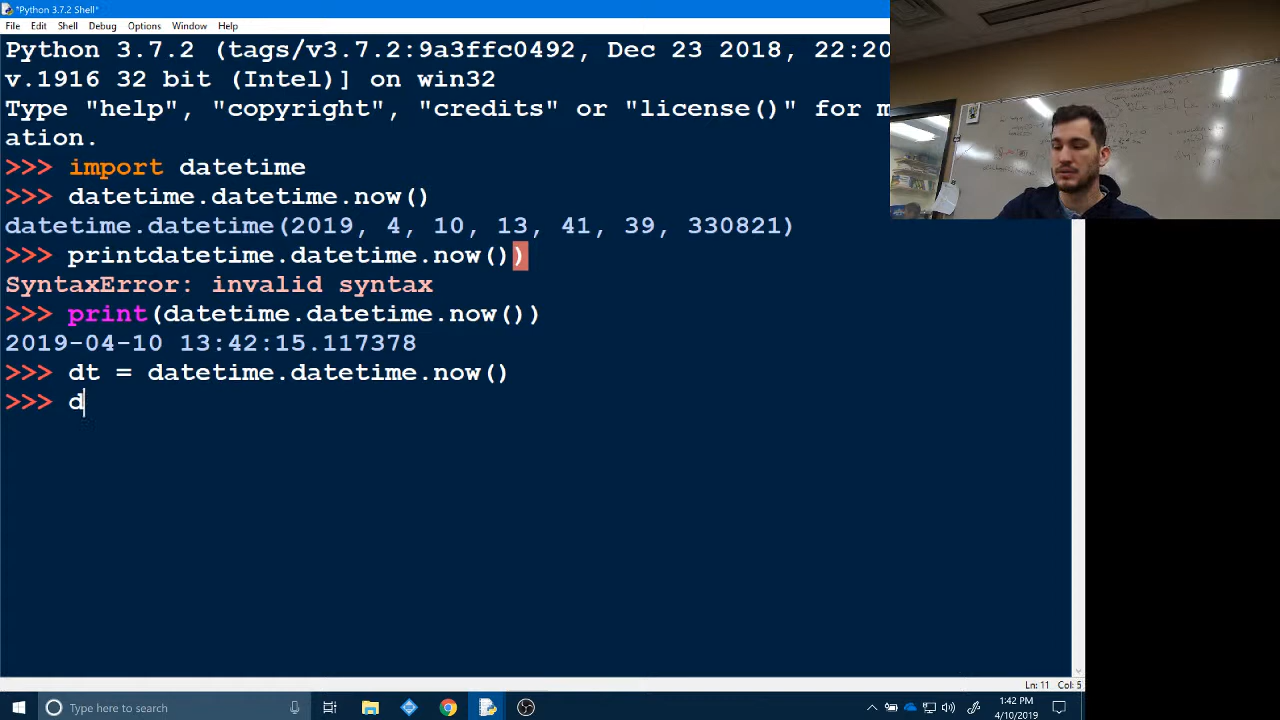 *Python 3.7.2 Shell*
File Edit Shell Debug Options Window Help
Python 3.7.2 (tags/v3.7.2:9a3ffc0492, Dec 23 2018, 22:20
v.1916 32 bit (Intel)] on win32
Type "help", "copyright", "credits" or "license()" for m
ation.
>>> import datetime
>>> datetime.datetime.now()
datetime.datetime(2019, 4, 10, 13, 41, 39, 330821)
>>> printdatetime.datetime.now())
SyntaxError: invalid syntax
>>> print(datetime.datetime.now())
2019-04-10 13:42:15.117378
>>> dt = datetime.datetime.now()
>>> d
Ln: 11 Col: 5
Type here to search
1:42 PM
4/10/2019